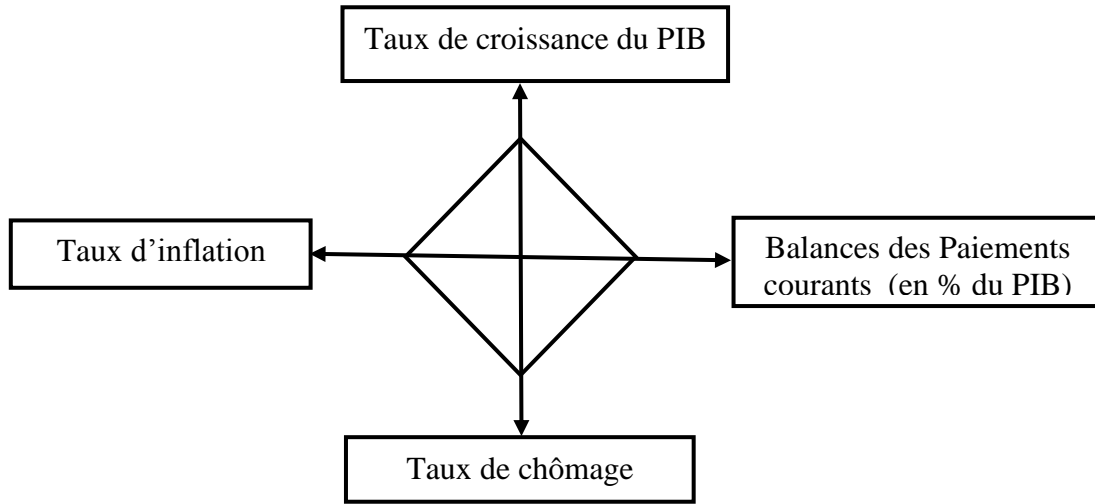 Taux de croissance du PIB
Taux d’inflation
Balances des Paiements
courants (en % du PIB)
Taux de chômage